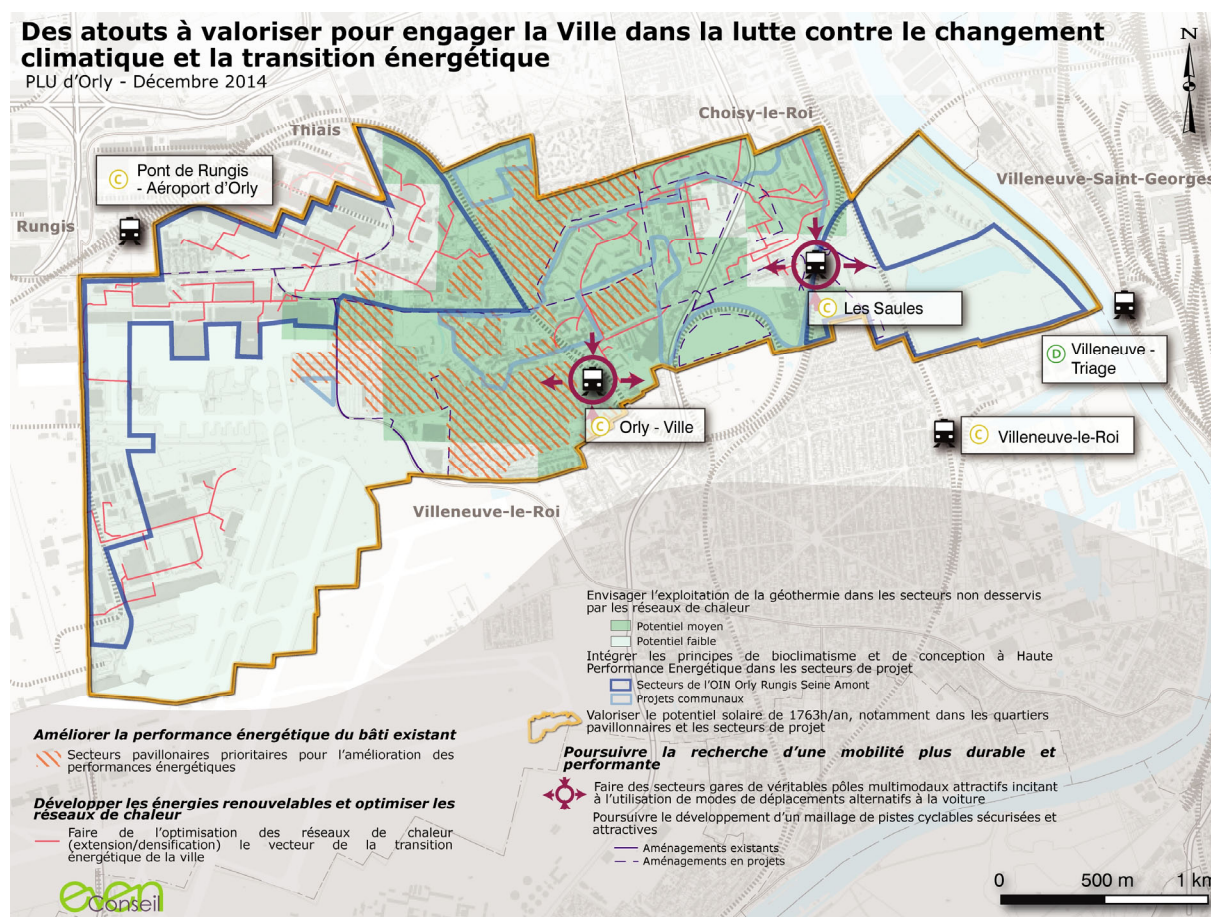 Des atouts à valoriser pour engager la Ville dans la lutte contre le changement
climatique et la transition énergétique
PLU d'Orly - Décembre 2014
N
Thiais
Choisy-le-Roi
Pont de Rungis
- Aéroport d'Orly
C
Villeneuve-Saint-Georges
Rungis
C Les Saules
D Villeneuve -
Triage
C Orly - Ville
C Villeneuve-le-Roi
Villeneuve-le-Roi
Envisager l'exploitation de la géothermie dans les secteurs non desservis
par les réseaux de chaleur
Potentiel moyen
Potentiel faible
Intégrer les principes de bioclimatisme et de conception à Haute
Performance Energétique dans les secteurs de projet
Secteurs de l'OIN Orly Rungis Seine Amont
Projets communaux
Valoriser le potentiel solaire de 1763h/an, notamment dans les quartiers
pavillonnaires et les secteurs de projet
Améliorer la performance énergétique du bâti existant
Secteurs pavillonaires prioritaires pour l'amélioration des
performances énergétiques
Développer les énergies renouvelables et optimiser les
réseaux de chaleur
Faire de l'optimisation des réseaux de chaleur
(extension/densification) le vecteur de la transition
énergétique de la ville
Poursuivre la recherche d'une mobilité plus durable et
performante
Faire des secteurs gares de véritables pôles multimodaux attractifs incitant
à l'utilisation de modes de déplacements alternatifs à la voiture
Poursuivre le développement d'un maillage de pistes cyclables sécurisées et
attractives
Aménagements existants
Aménagements en projets
even
Conseil
0 500 m 1 km